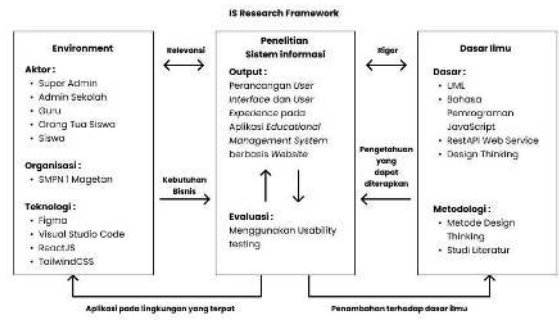 IS Research Framework
Environment
Aktor :
• Super Admin
• Admin Sekolah
• Guru
• Orang Tua Siswa
• Siswa
Organisasi :
• SMPN 1 Magetan
Teknologi :
• Figma
• Visual Studio Code
• ReactJS
• TailwindCSS
Relevansi
Kebutuhan
Bisnis
Penelitian
Sistem informasi
Output :
Perancangan User
Interface dan User
Experience pada
Aplikasi Educational
Management System
berbasis Website
Evaluasi :
Menggunakan Usability
testing
Rigor
Pengetahuan
yang
dapat
diterapkan
Dasar Ilmu
Dasar :
• UML
• Bahasa
Pemrograman
JavaScript
• RestAPI Web Service
• Design Thinking
Metodologi :
• Metode Design
Thinking
• Studi Literatur
Aplikasi pada lingkungan yang terpat
Penambahan terhadap dasar ilmu